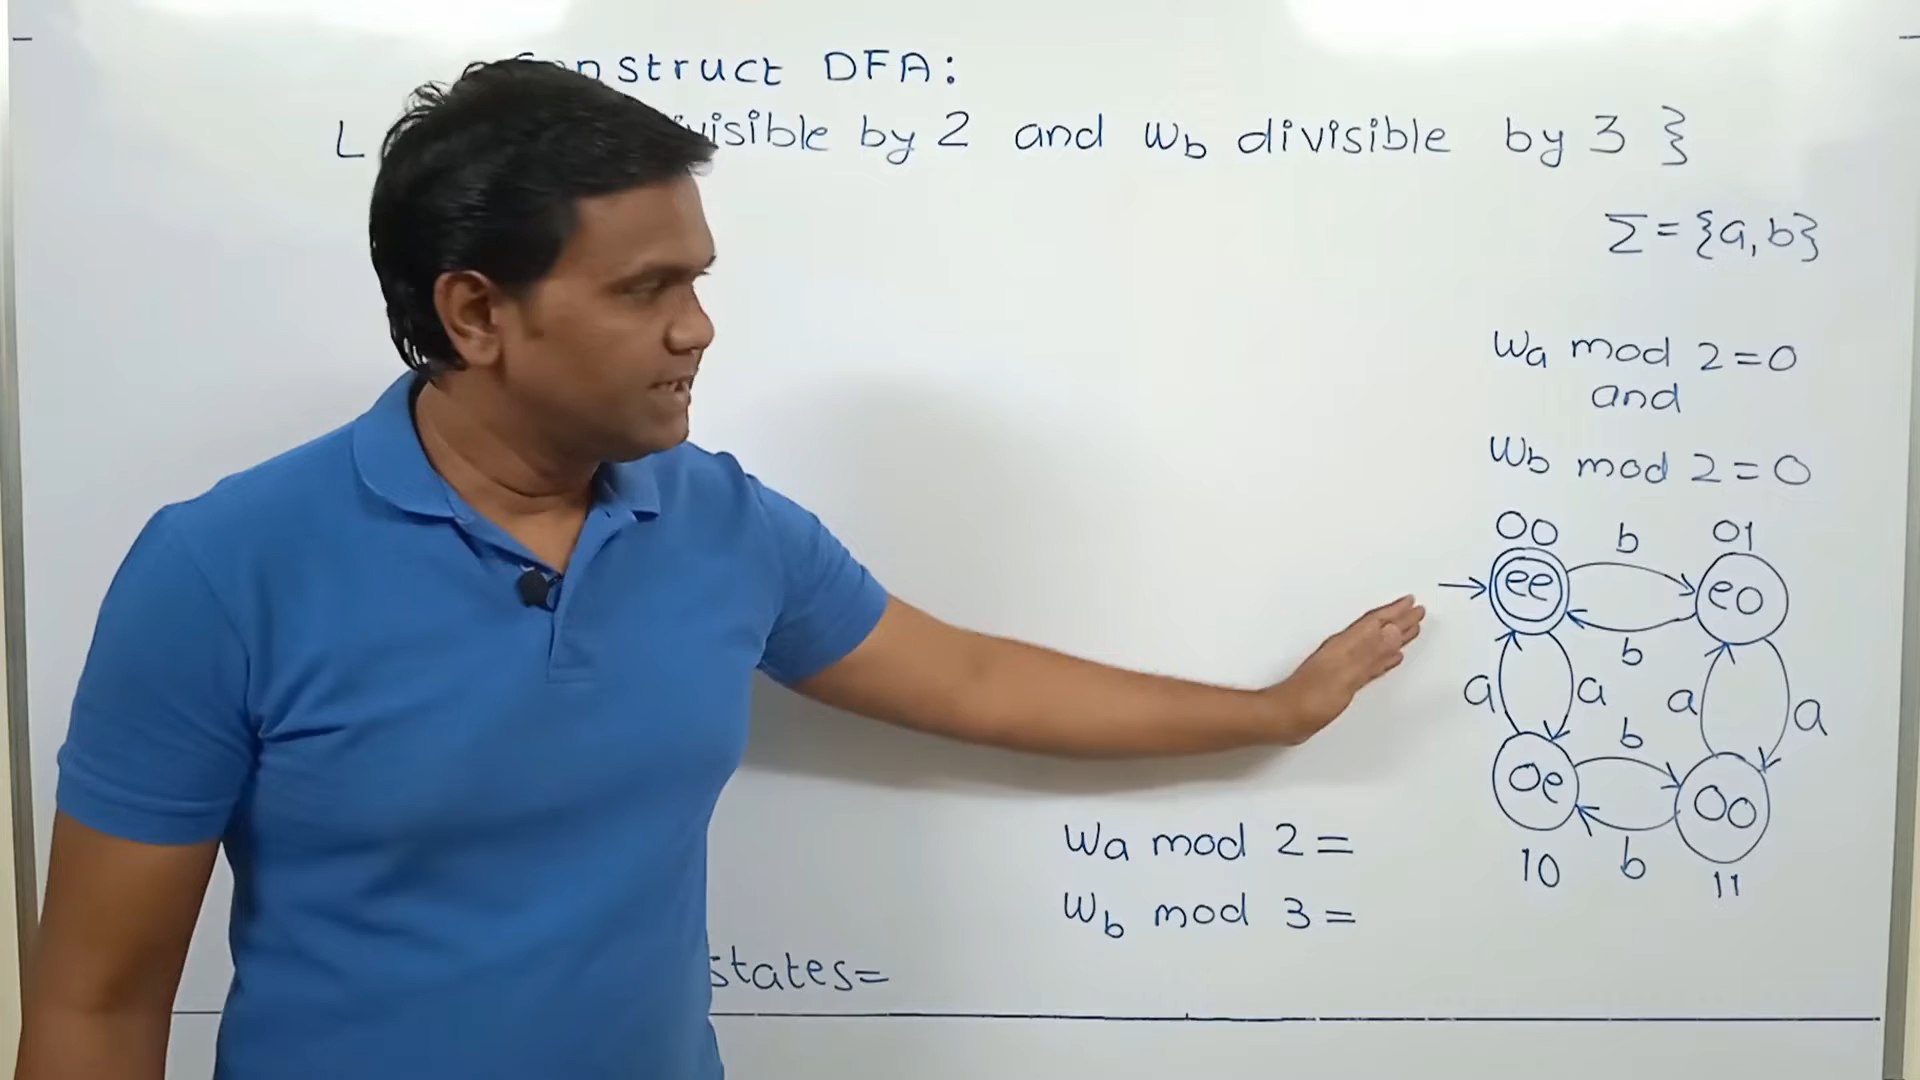 nstruct DFA:
L visible by 2 and Wb divisible by 3 }
Σ = {a, b}
Wa mod 2 = 0
and
Wb mod 2 = 0
00 b 01
ee eo
b
a a a a
b
oe oo
10 b 11
Wa mod 2 =
Wb mod 3 =
states=